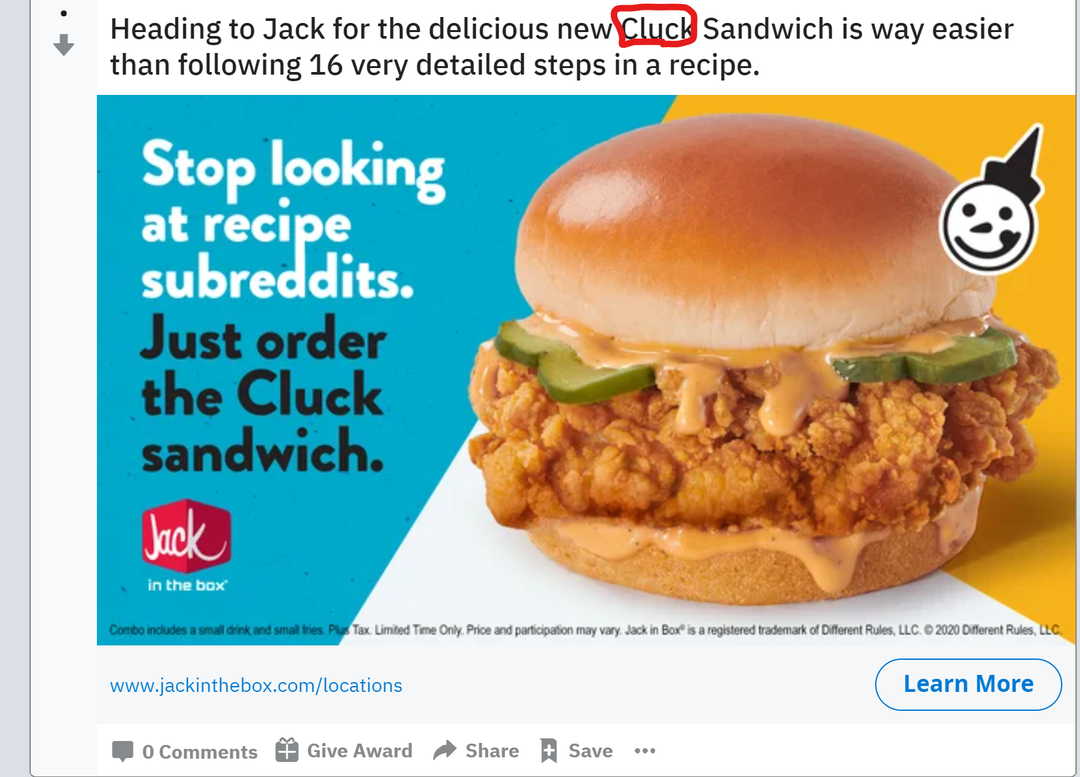 Heading to Jack for the delicious new Cluck Sandwich is way easier
than following 16 very detailed steps in a recipe.
Stop looking
at recipe
subreddits.
Just order
the Cluck
sandwich.
Jack
in the box®
Combo includes a small drink and small fries. Plus Tax. Limited Time Only. Price and participation may vary. Jack in Box® is a registered trademark of Different Rules, LLC. © 2020 Different Rules, LLC.
www.jackinthebox.com/locations
Learn More
0 Comments Give Award Share Save •••